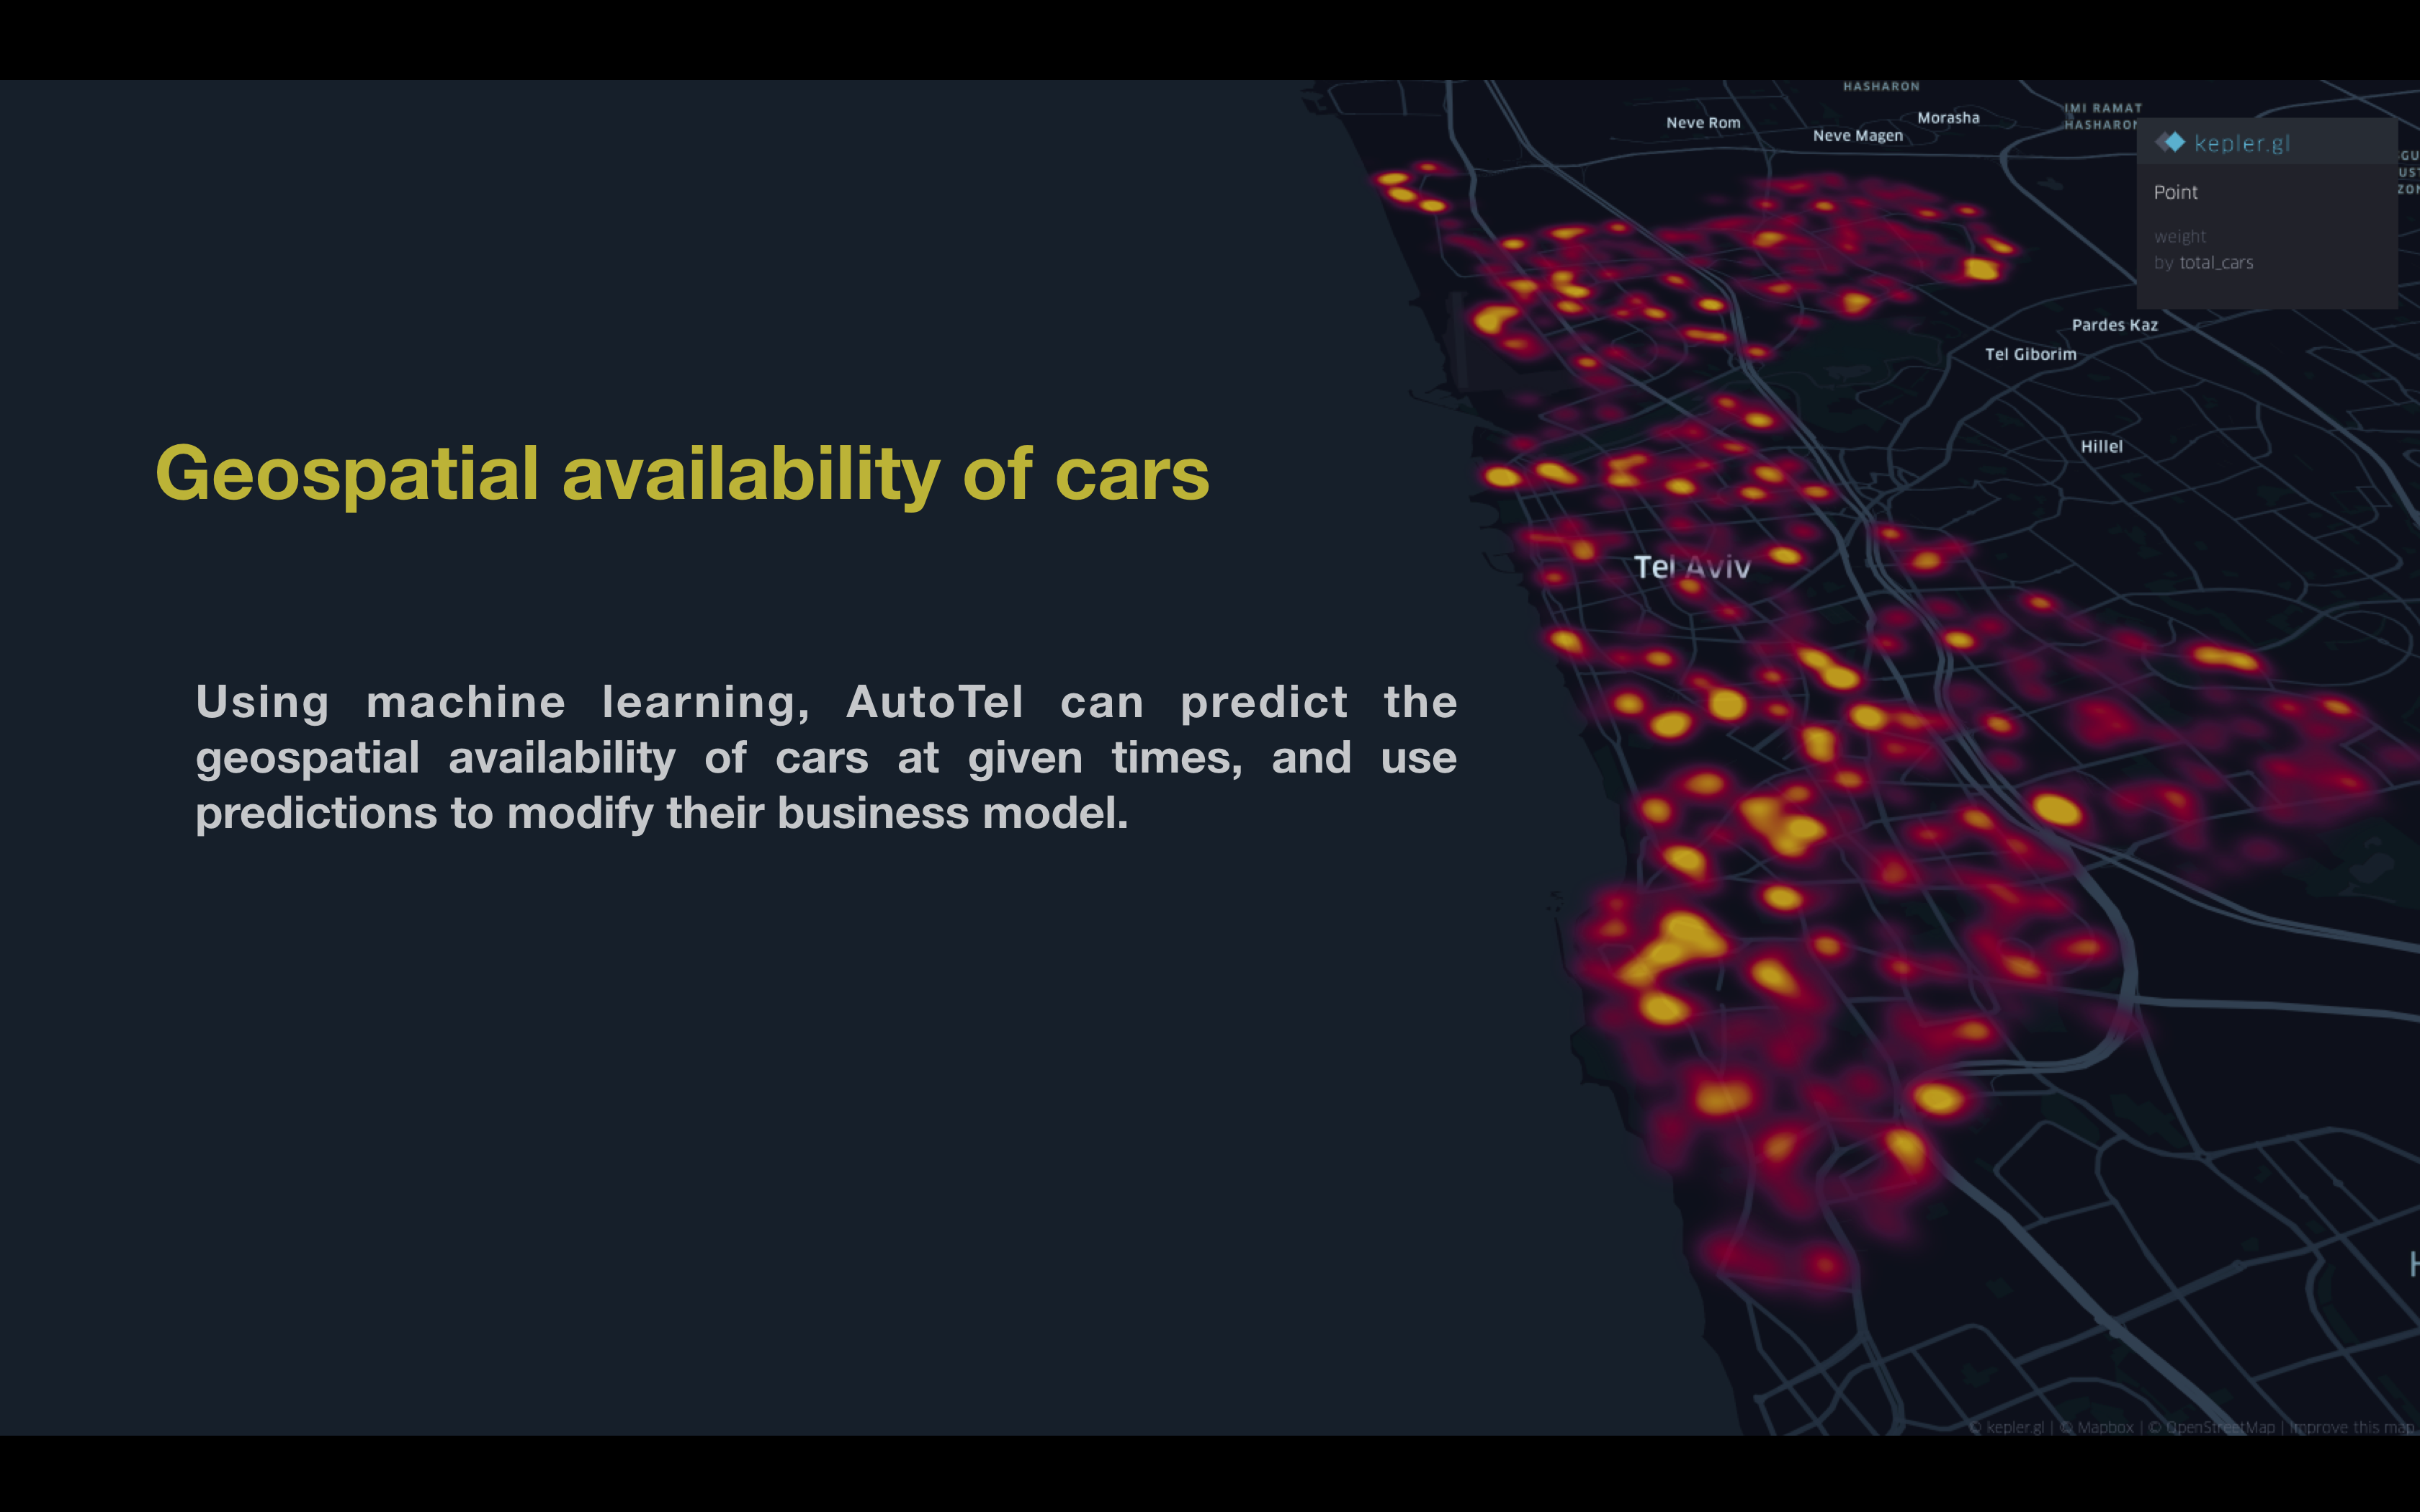 Geospatial availability of cars
Using machine learning, AutoTel can predict the
geospatial availability of cars at given times, and use
predictions to modify their business model.
HASHARON
Neve Rom
Neve Magen
Morasha
IMI RAMAT
HASHARON
kepler.gl
Point
weight
by total_cars
Pardes Kaz
Tel Giborim
Hillel
Tel Aviv
© kepler.gl | © Mapbox | © OpenStreetMap | Improve this map